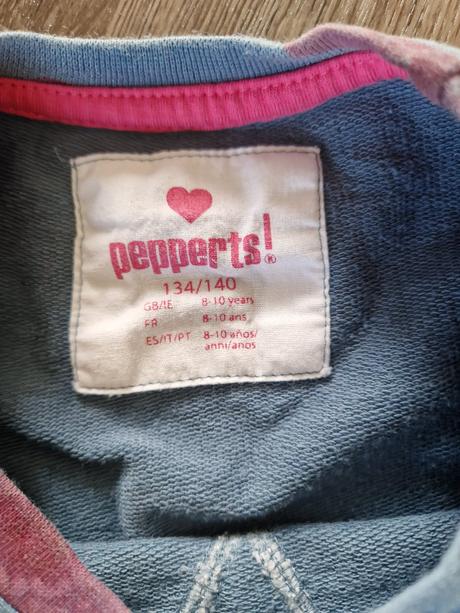 pepperts!®
134/140
GB/IE 8-10 years
FR 8-10 ans
ES/IT/PT 8-10 años/
anni/anos